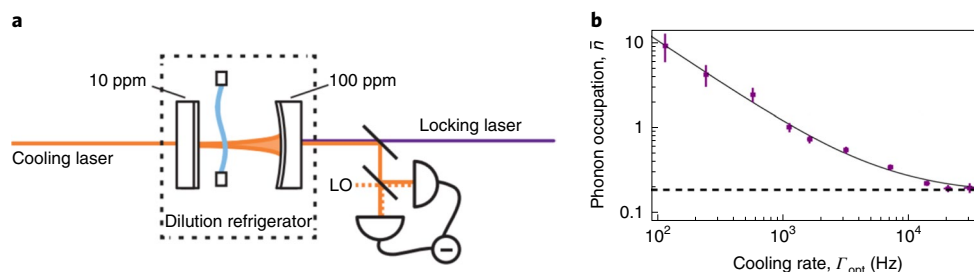 a
10 ppm
100 ppm
Cooling laser
Locking laser
LO
Dilution refrigerator
−
b
Phonon occupation, n̄
10
1
0.1
10²
10³
10⁴
Cooling rate, Γopt (Hz)